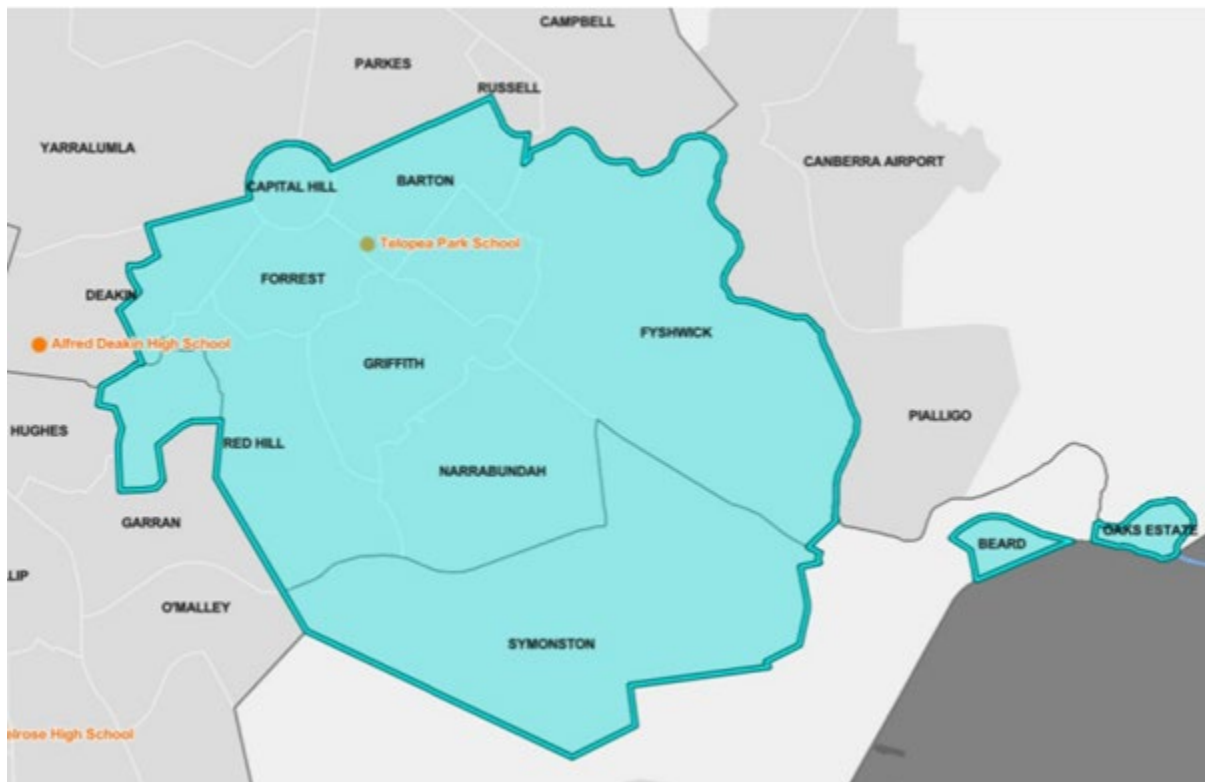 CAMPBELL
PARKES
RUSSELL
YARRALUMLA
CANBERRA AIRPORT
CAPITAL HILL
BARTON
Telopea Park School
FORREST
DEAKIN
FYSHWICK
Alfred Deakin High School
GRIFFITH
PIALLIGO
HUGHES
RED HILL
NARRABUNDAH
GARRAN
OAKS ESTATE
BEARD
LIP
O'MALLEY
SYMONSTON
elrose High School